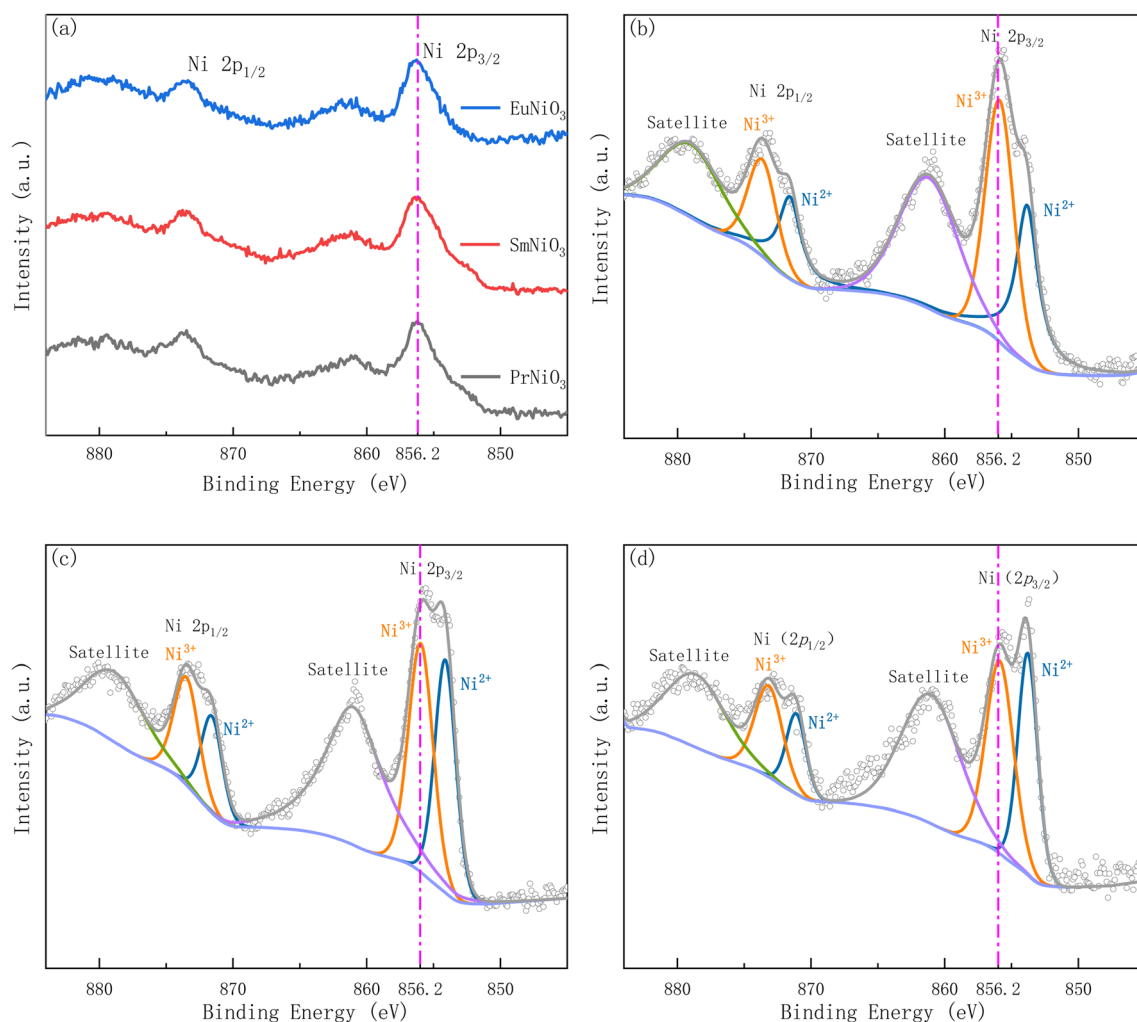 (a)
Ni 2p₁/₂
Ni 2p₃/₂
EuNiO₃
SmNiO₃
PrNiO₃
Intensity (a. u.)
880
870
860
856.2
850
Binding Energy (eV)
(b)
Ni 2p₃/₂
Ni³⁺
Ni 2p₁/₂
Satellite
Ni³⁺
Satellite
Ni²⁺
Ni²⁺
Intensity (a. u.)
880
870
860
856.2
850
Binding Energy (eV)
(c)
Ni 2p₃/₂
Ni 2p₁/₂
Ni³⁺
Satellite
Ni³⁺
Satellite
Ni²⁺
Ni²⁺
Intensity (a. u.)
880
870
860
856.2
850
Binding Energy (eV)
(d)
Ni (2p₃/₂)
Ni (2p₁/₂)
Ni³⁺
Satellite
Ni³⁺
Satellite
Ni²⁺
Ni²⁺
Intensity (a. u.)
880
870
860
856.2
850
Binding Energy (eV)